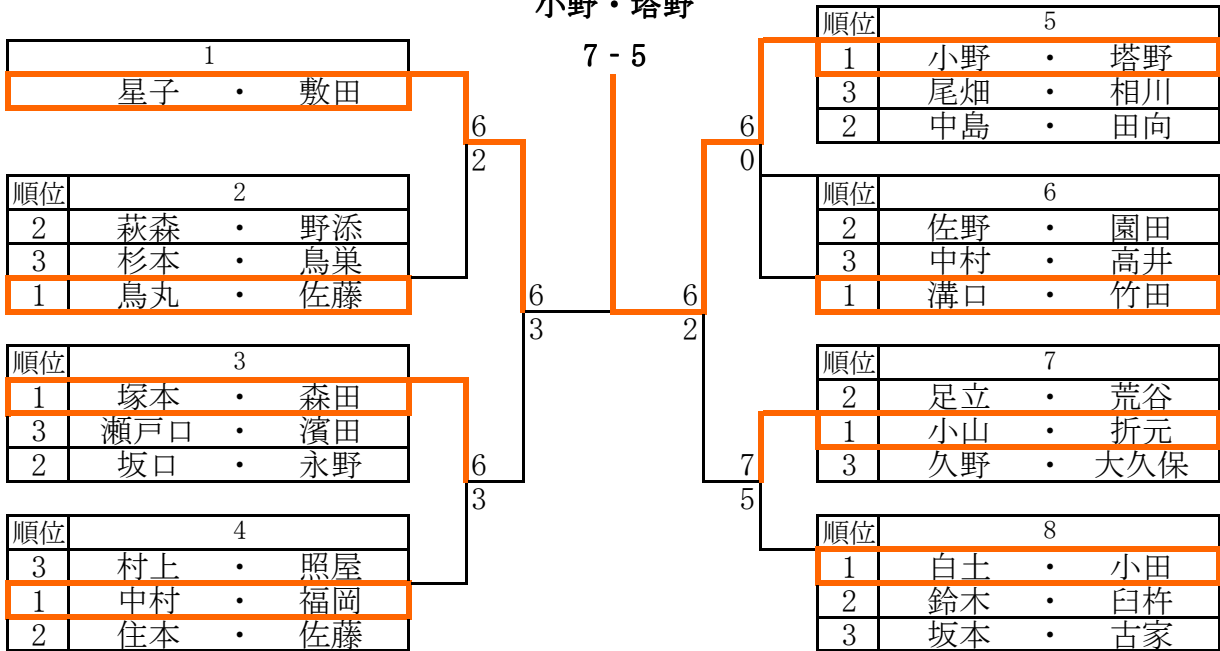 小野・塔野
7 - 5
1
星子 ・ 敷田
6
2
順位 2
2 萩森 ・ 野添
3 杉本 ・ 鳥巣
1 鳥丸 ・ 佐藤
6
3
順位 3
1 塚本 ・ 森田
3 瀬戸口 ・ 濱田
2 坂口 ・ 永野
6
3
順位 4
3 村上 ・ 照屋
1 中村 ・ 福岡
2 住本 ・ 佐藤
順位 5
1 小野 ・ 塔野
3 尾畑 ・ 相川
2 中島 ・ 田向
6
0
順位 6
2 佐野 ・ 園田
3 中村 ・ 高井
1 溝口 ・ 竹田
6
2
順位 7
2 足立 ・ 荒谷
1 小山 ・ 折元
3 久野 ・ 大久保
7
5
順位 8
1 白土 ・ 小田
2 鈴木 ・ 臼杵
3 坂本 ・ 古家